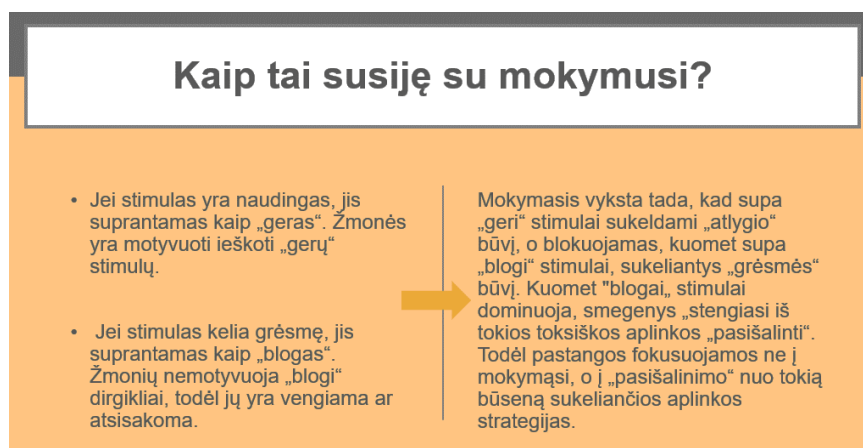 Kaip tai susiję su mokymusi?
• Jei stimulas yra naudingas, jis
suprantamas kaip „geras“. Žmonės
yra motyvuoti ieškoti „gerų“
stimulų.
• Jei stimulas kelia grėsmę, jis
suprantamas kaip „blogas“.
Žmonių nemotyvuoja „blogi“
dirgikliai, todėl jų yra vengiama ar
atsisakoma.
Mokymasis vyksta tada, kad supa
„geri“ stimulai sukeldami „atlygio“
būvį, o blokuojamas, kuomet supa
„blogi“ stimulai, sukeliantys „grėsmės“
būvį. Kuomet "blogai„ stimulai
dominuoja, smegenys „stengiasi iš
tokios toksiškos aplinkos „pasišalinti“.
Todėl pastangos fokusuojamos ne į
mokymąsi, o į „pasišalinimo“ nuo tokią
būseną sukeliančios aplinkos
strategijas.